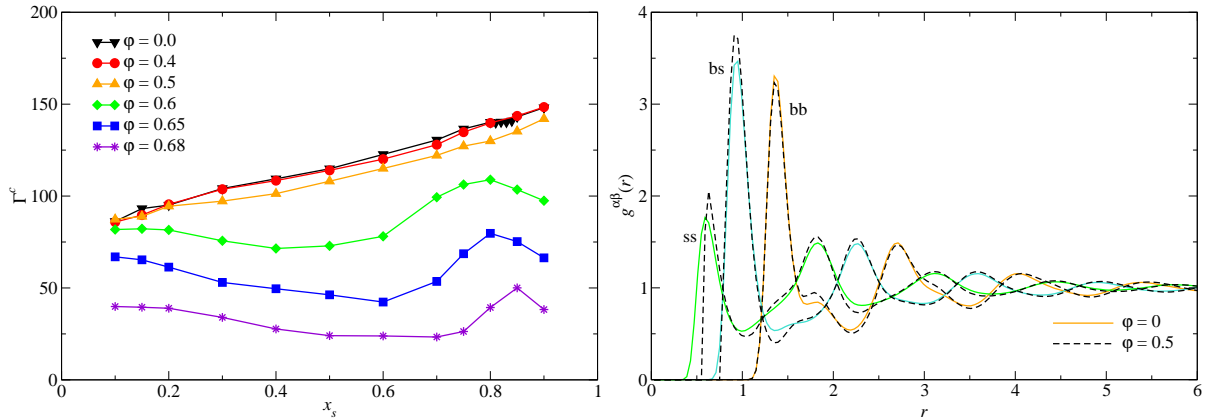 200
150
100
50
0
Γᶜ
φ = 0.0
φ = 0.4
φ = 0.5
φ = 0.6
φ = 0.65
φ = 0.68
0 0.2 0.4 0.6 0.8 1
xₛ
4
3
2
1
0
g^{αβ}(r)
bs
bb
ss
φ = 0
φ = 0.5
0 1 2 3 4 5 6
r